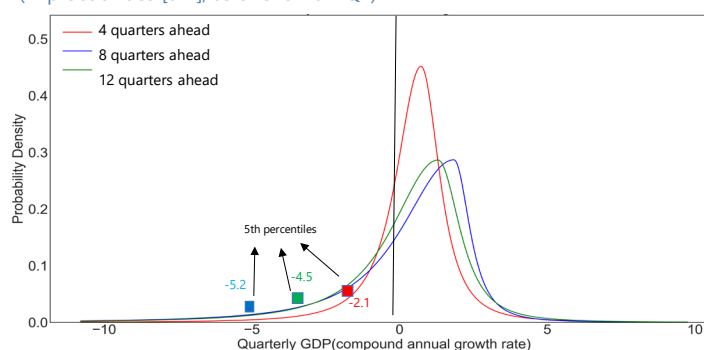 4 quarters ahead
8 quarters ahead
12 quarters ahead
0.5
0.4
0.3
0.2
0.1
0.0
Probability Density
5th percentiles
-5.2
-4.5
-2.1
−10
−5
0
5
10
Quarterly GDP(compound annual growth rate)